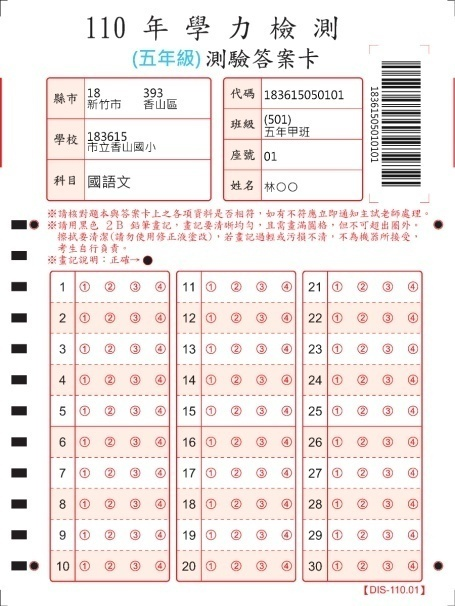 110 年 學 力 檢 測
(五年級) 測驗答案卡
縣市 18 393
新竹市 香山區
學校 183615
市立香山國小
科目 國語文
代碼 183615050101
班級 (501)
五年甲班
座號 01
姓名 林○○
18361505010101
※請核對題本與答案卡上之各項資料是否相符,如有不符應立即通知主試老師處理。
※請用黑色 2B 鉛筆畫記,畫記要清晰均勻,且需畫滿圓格,但不可超出圈外。
擦拭要清潔(請勿使用修正液塗改),若畫記過輕或污損不清,不為機器所接受,
考生自行負責。
※畫記說明:正確→●
1 ① ② ③ ④
2 ① ② ③ ④
3 ① ② ③ ④
4 ① ② ③ ④
5 ① ② ③ ④
6 ① ② ③ ④
7 ① ② ③ ④
8 ① ② ③ ④
9 ① ② ③ ④
10 ① ② ③ ④
11 ① ② ③ ④
12 ① ② ③ ④
13 ① ② ③ ④
14 ① ② ③ ④
15 ① ② ③ ④
16 ① ② ③ ④
17 ① ② ③ ④
18 ① ② ③ ④
19 ① ② ③ ④
20 ① ② ③ ④
21 ① ② ③ ④
22 ① ② ③ ④
23 ① ② ③ ④
24 ① ② ③ ④
25 ① ② ③ ④
26 ① ② ③ ④
27 ① ② ③ ④
28 ① ② ③ ④
29 ① ② ③ ④
30 ① ② ③ ④
【DIS-110.01】